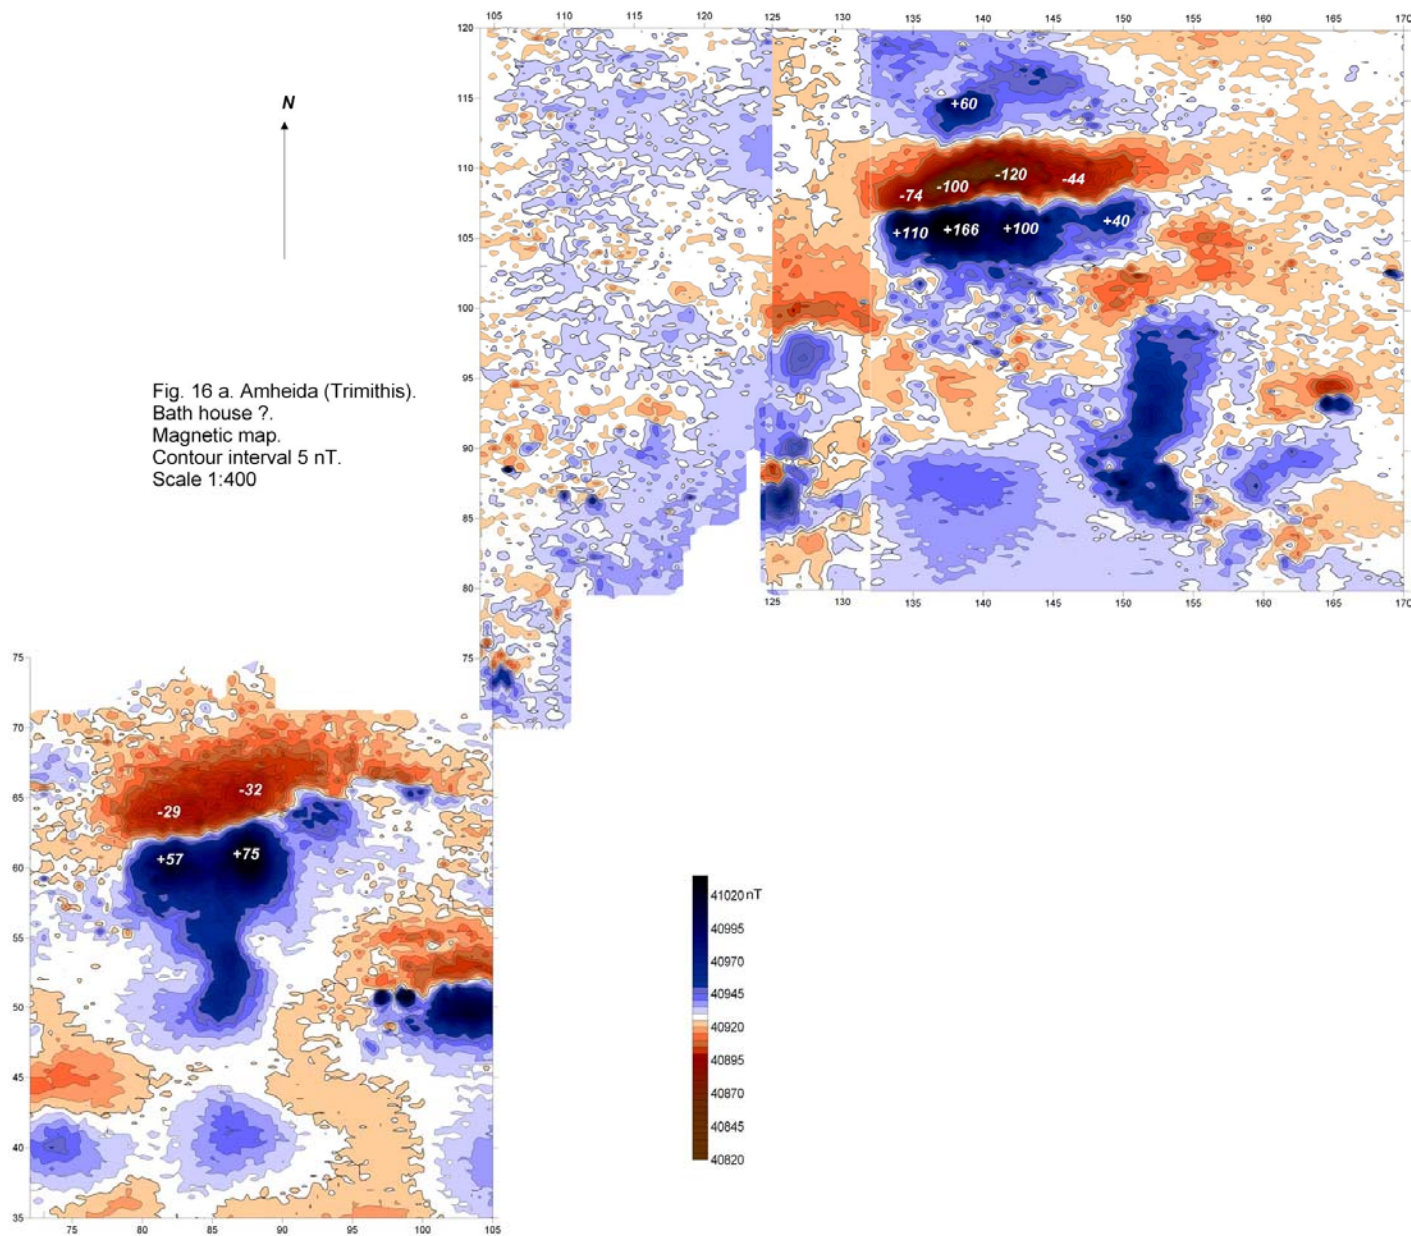 105 110 115 120 125 130 135 140 145 150 155 160 165 170
120
115
110
105
100
95
90
85
80
75
70
N
+60
-74 -100 -120 -44
+110 +166 +100 +40
Fig. 16 a. Amheida (Trimithis).
Bath house ?.
Magnetic map.
Contour interval 5 nT.
Scale 1:400
125 130 135 140 145 150 155 160 165 170
75
70
65
60
55
50
45
40
35
-29 -32
+57 +75
75 80 85 90 95 100 105
41020 nT
40995
40970
40945
40920
40895
40870
40845
40820